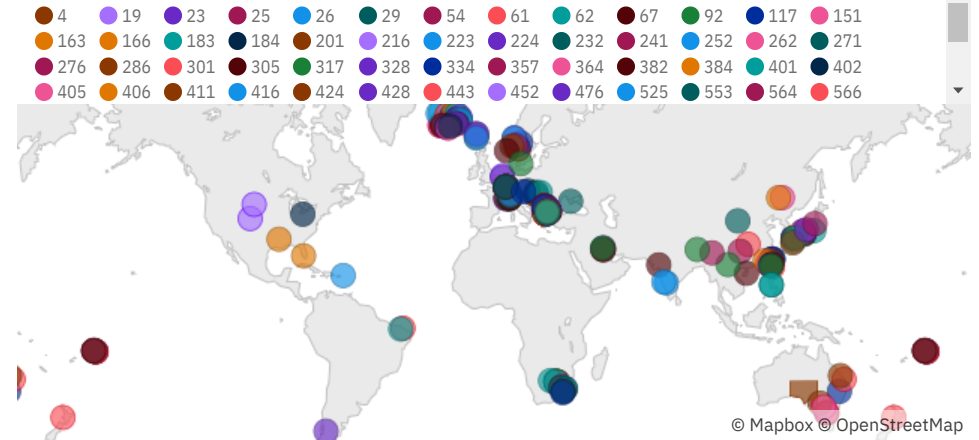 4 19 23 25 26 29 54 61 62 67 92 117 151
163 166 183 184 201 216 223 224 232 241 252 262 271
276 286 301 305 317 328 334 357 364 382 384 401 402
405 406 411 416 424 428 443 452 476 525 553 564 566
© Mapbox © OpenStreetMap